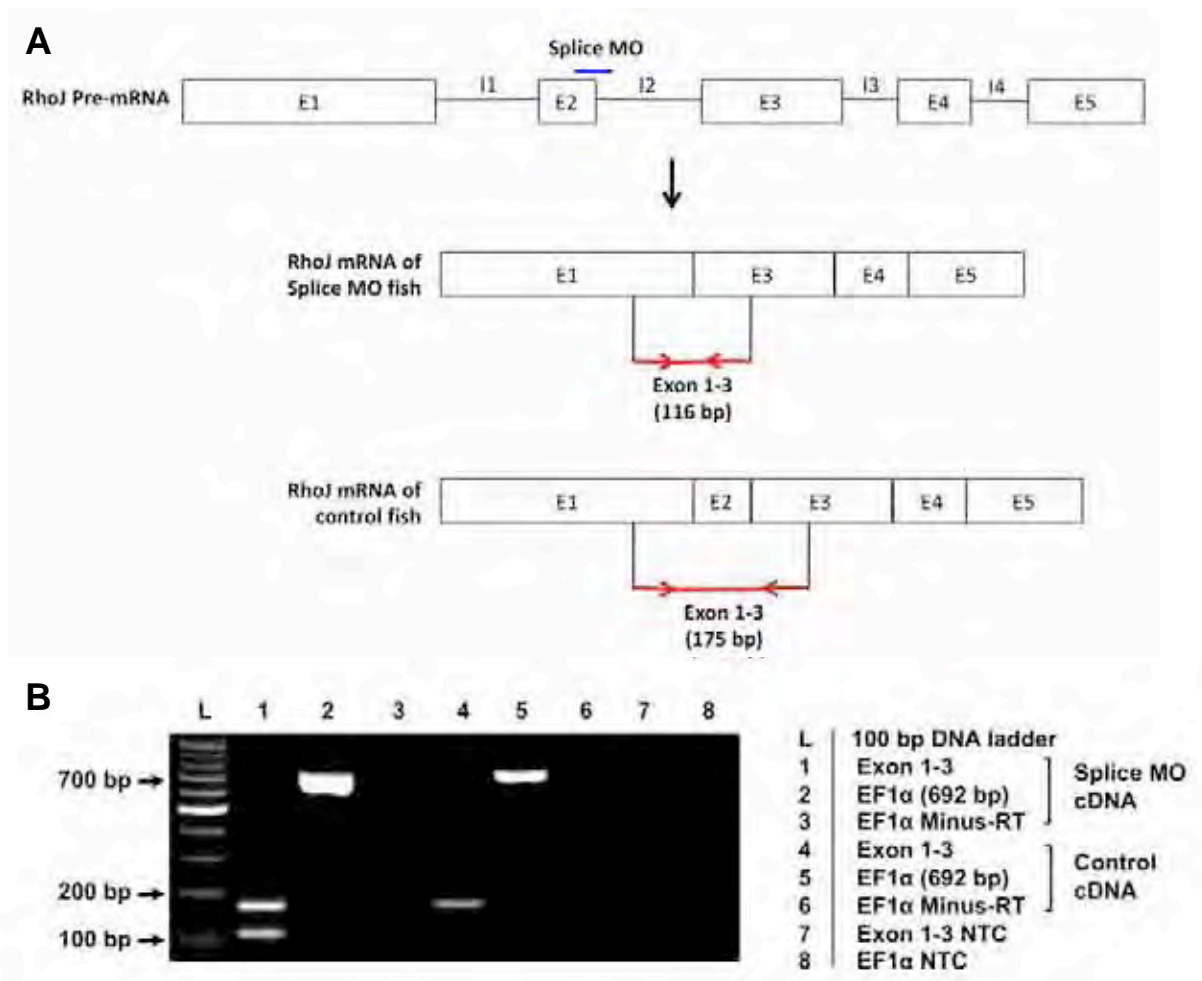 A
Splice MO
RhoJ Pre-mRNA
E1
I1
E2
I2
E3
I3
E4
I4
E5
RhoJ mRNA of
Splice MO fish
E1
E3
E4
E5
Exon 1-3
(116 bp)
RhoJ mRNA of
control fish
E1
E2
E3
E4
E5
Exon 1-3
(175 bp)
B
L 1 2 3 4 5 6 7 8
700 bp
200 bp
100 bp
L 100 bp DNA ladder
1 Exon 1-3
2 EF1α (692 bp)
3 EF1α Minus-RT
Splice MO
cDNA
4 Exon 1-3
5 EF1α (692 bp)
6 EF1α Minus-RT
Control
cDNA
7 Exon 1-3 NTC
8 EF1α NTC